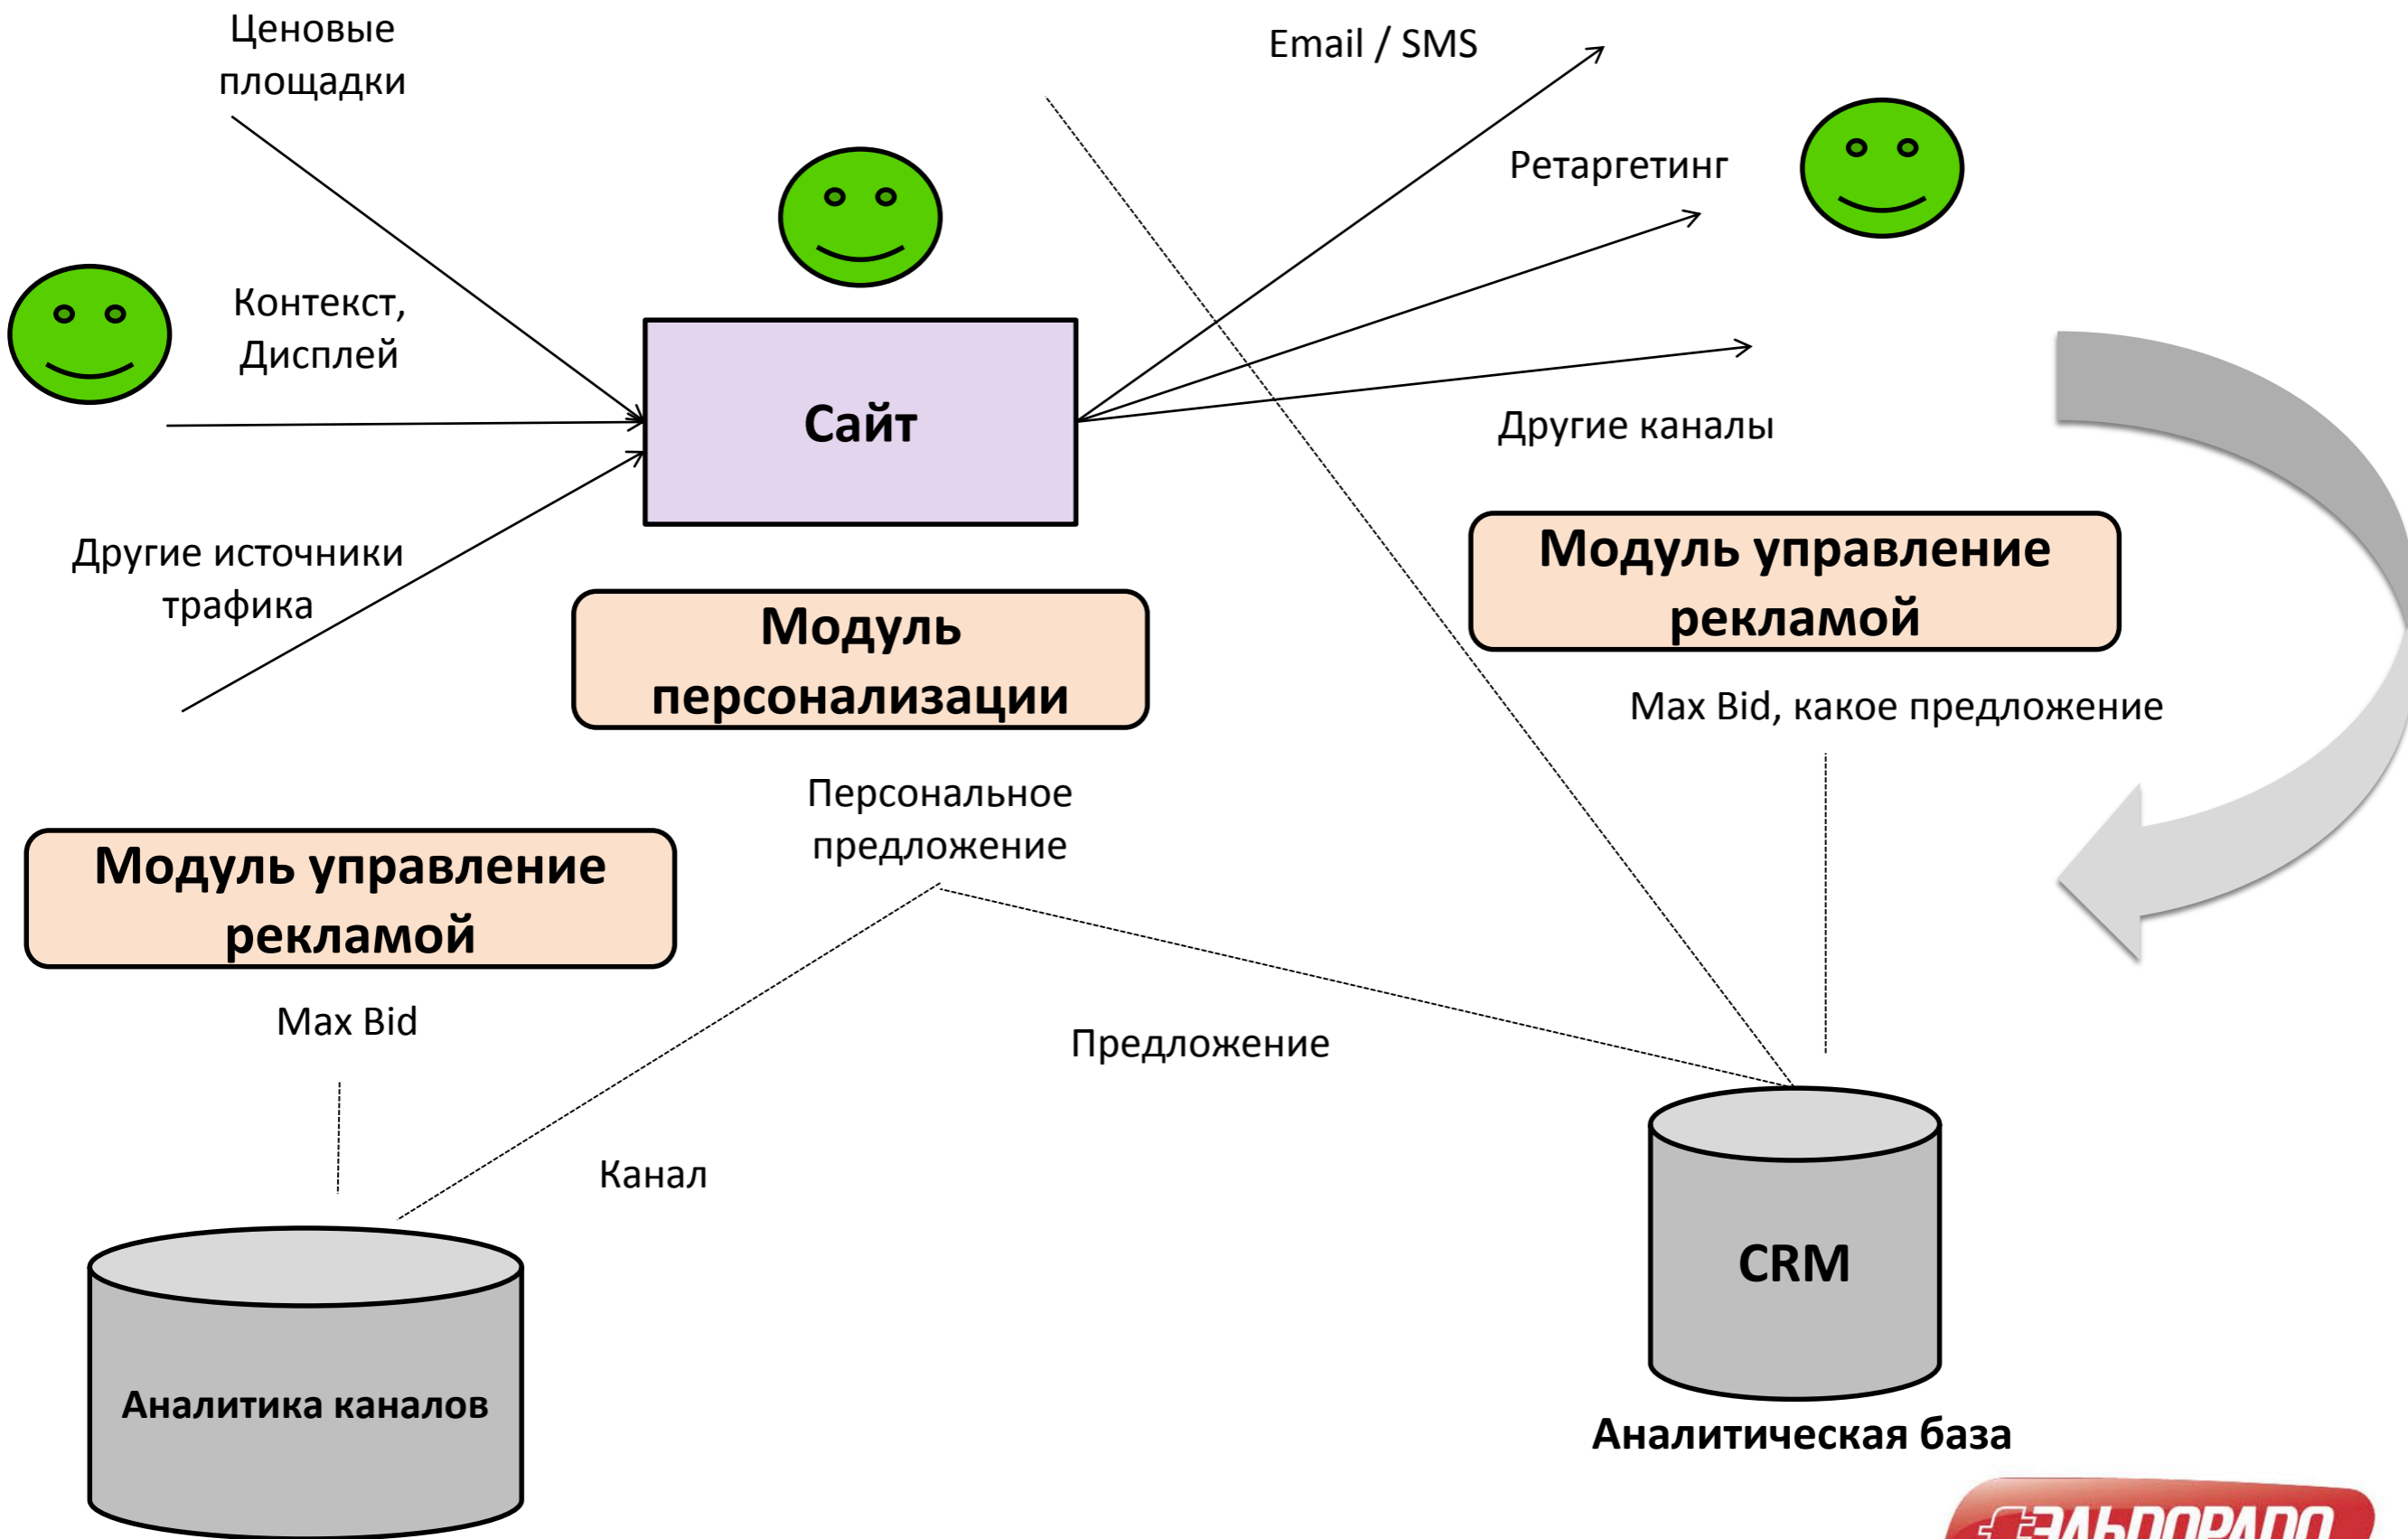 Ценовые
площадки
Email / SMS
Ретаргетинг
Контекст,
Дисплей
Сайт
Другие каналы
Другие источники
трафика
Модуль управление
рекламой
Модуль
персонализации
Max Bid, какое предложение
Персональное
предложение
Модуль управление
рекламой
Max Bid
Предложение
Канал
CRM
Аналитика каналов
Аналитическая база
ЭЛЬДОРАДО